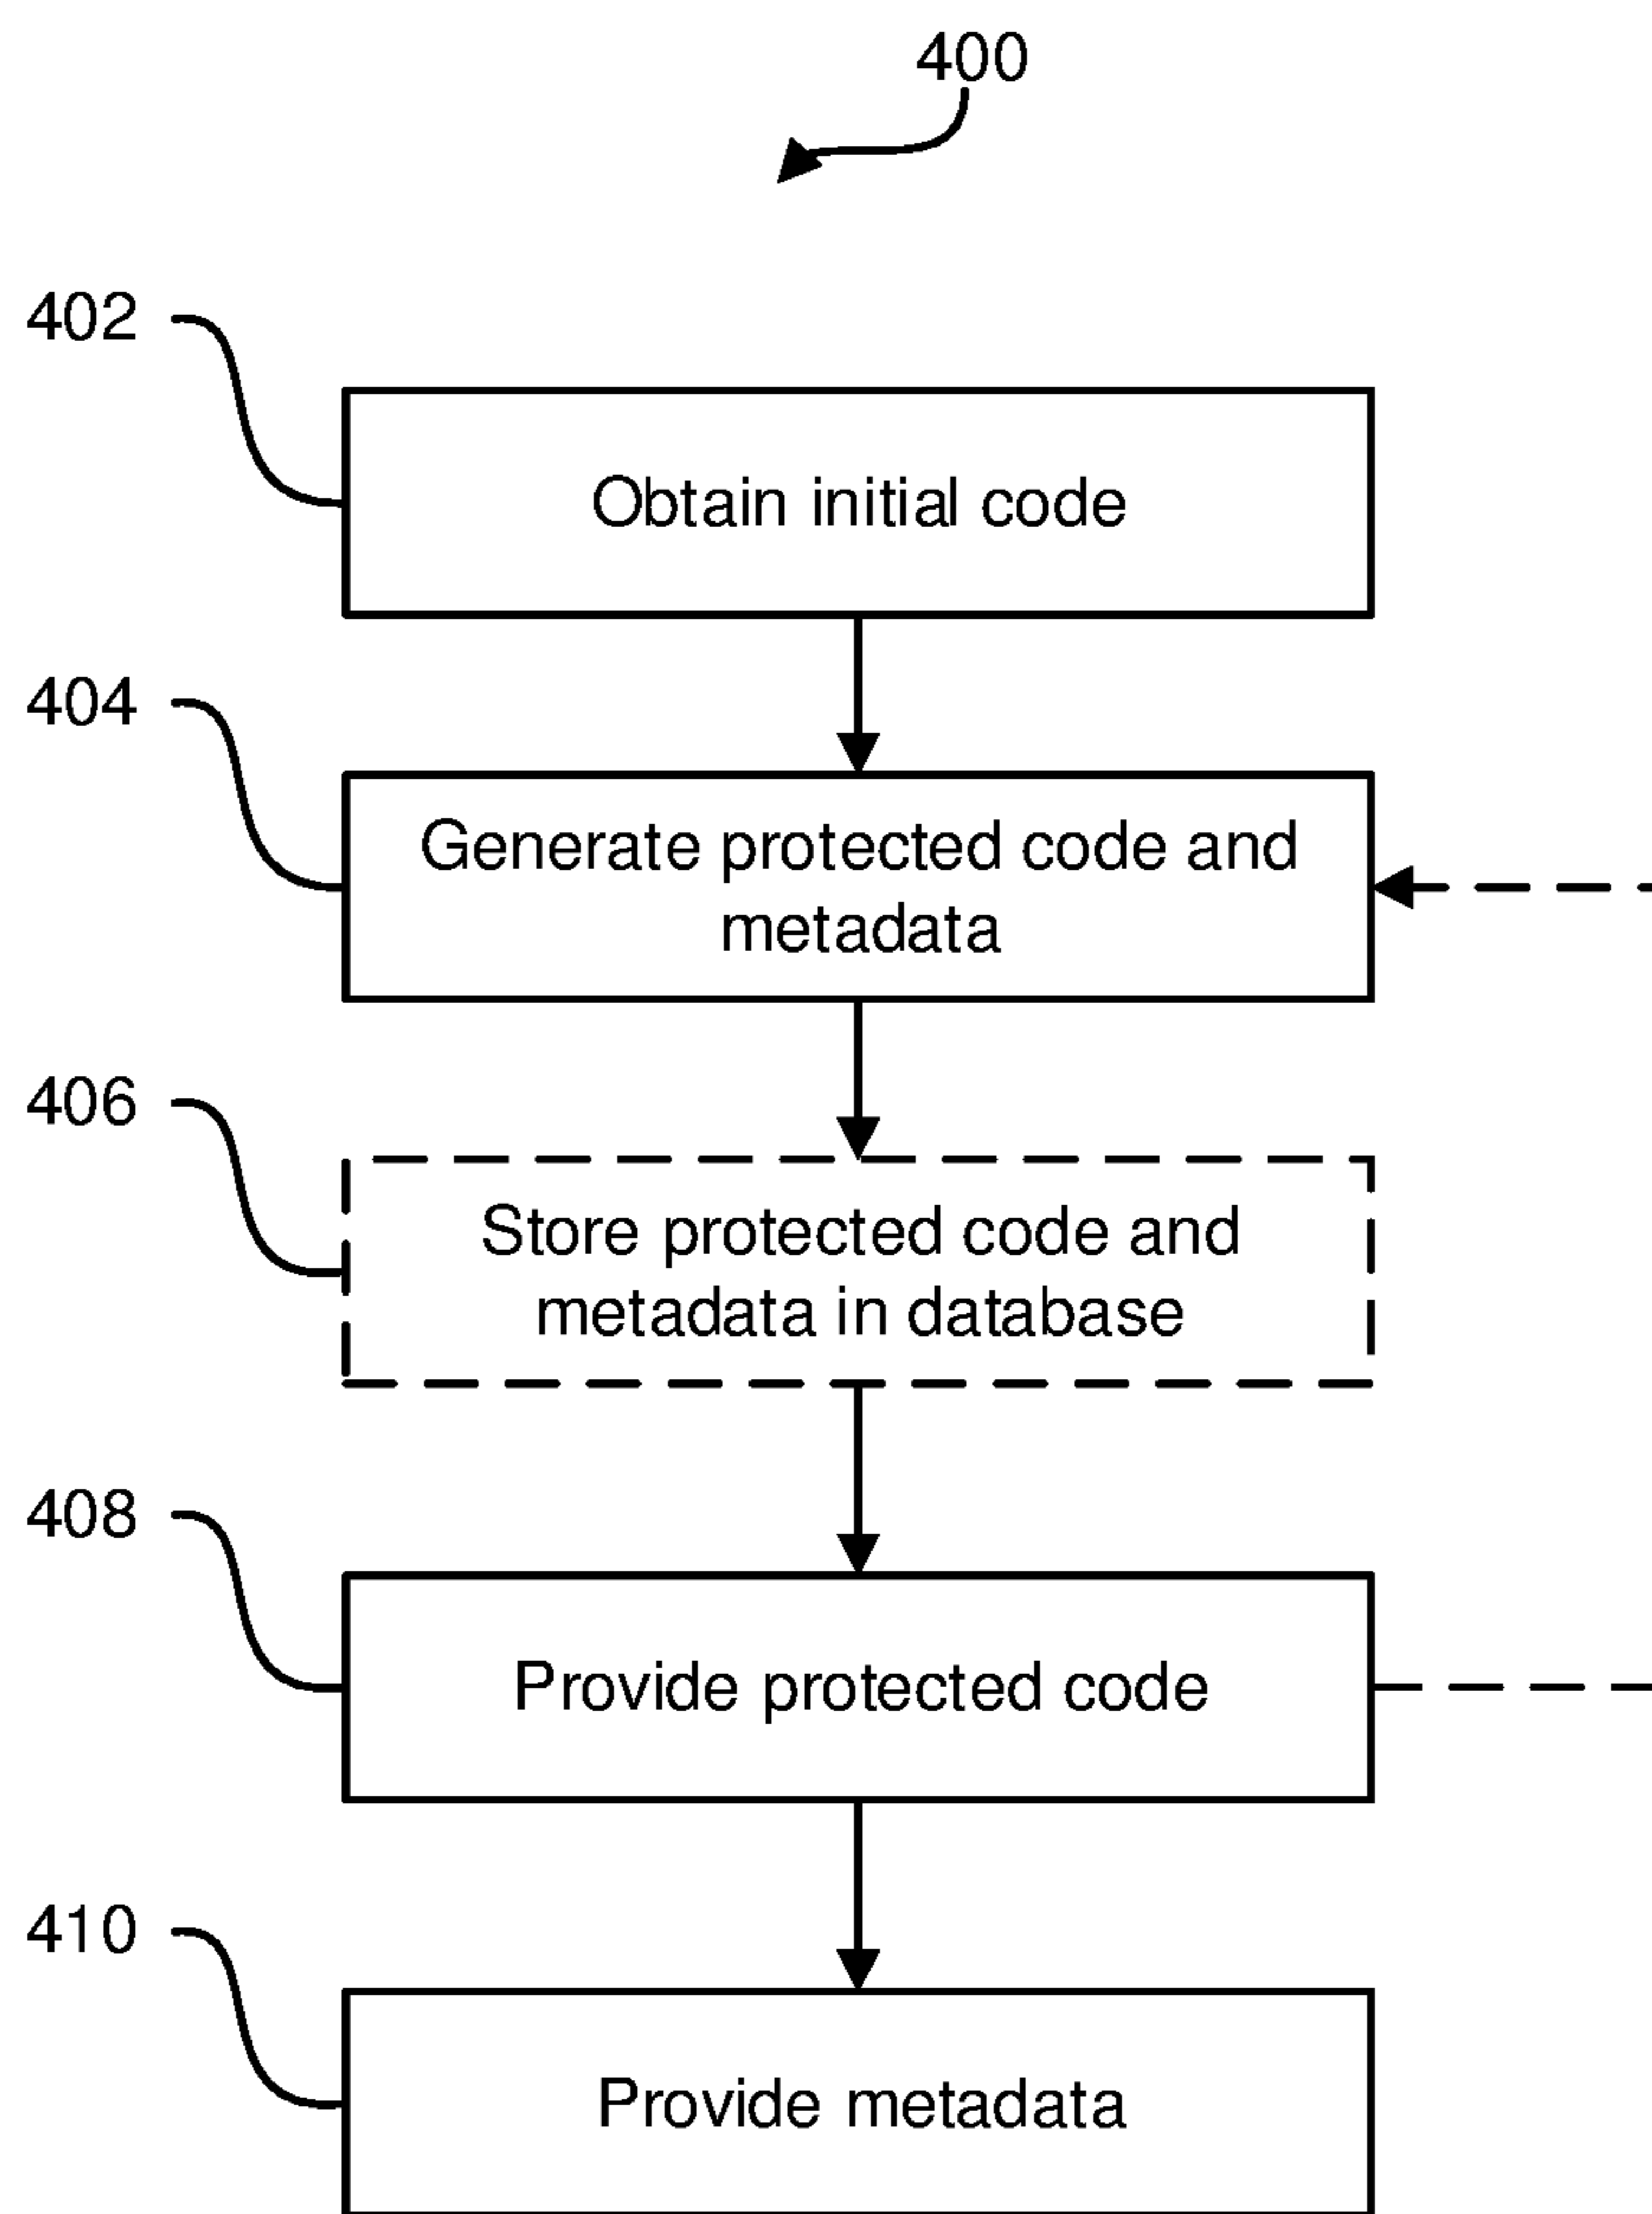 400
402
Obtain initial code
404
Generate protected code and
metadata
406
Store protected code and
metadata in database
408
Provide protected code
410
Provide metadata